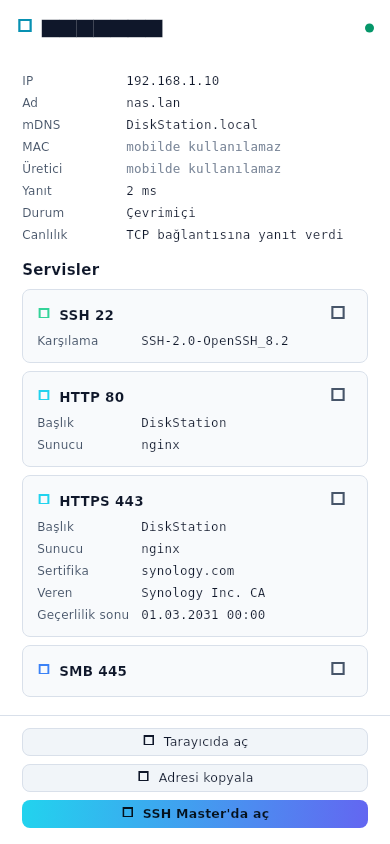 IP 192.168.1.10
Ad nas.lan
mDNS DiskStation.local
MAC mobilde kullanılamaz
Üretici mobilde kullanılamaz
Yanıt 2 ms
Durum Çevrimiçi
Canlılık TCP bağlantısına yanıt verdi
Servisler
SSH 22
Karşılama SSH-2.0-OpenSSH_8.2
HTTP 80
Başlık DiskStation
Sunucu nginx
HTTPS 443
Başlık DiskStation
Sunucu nginx
Sertifika synology.com
Veren Synology Inc. CA
Geçerlilik sonu 01.03.2031 00:00
SMB 445
Tarayıcıda aç
Adresi kopyala
SSH Master'da aç